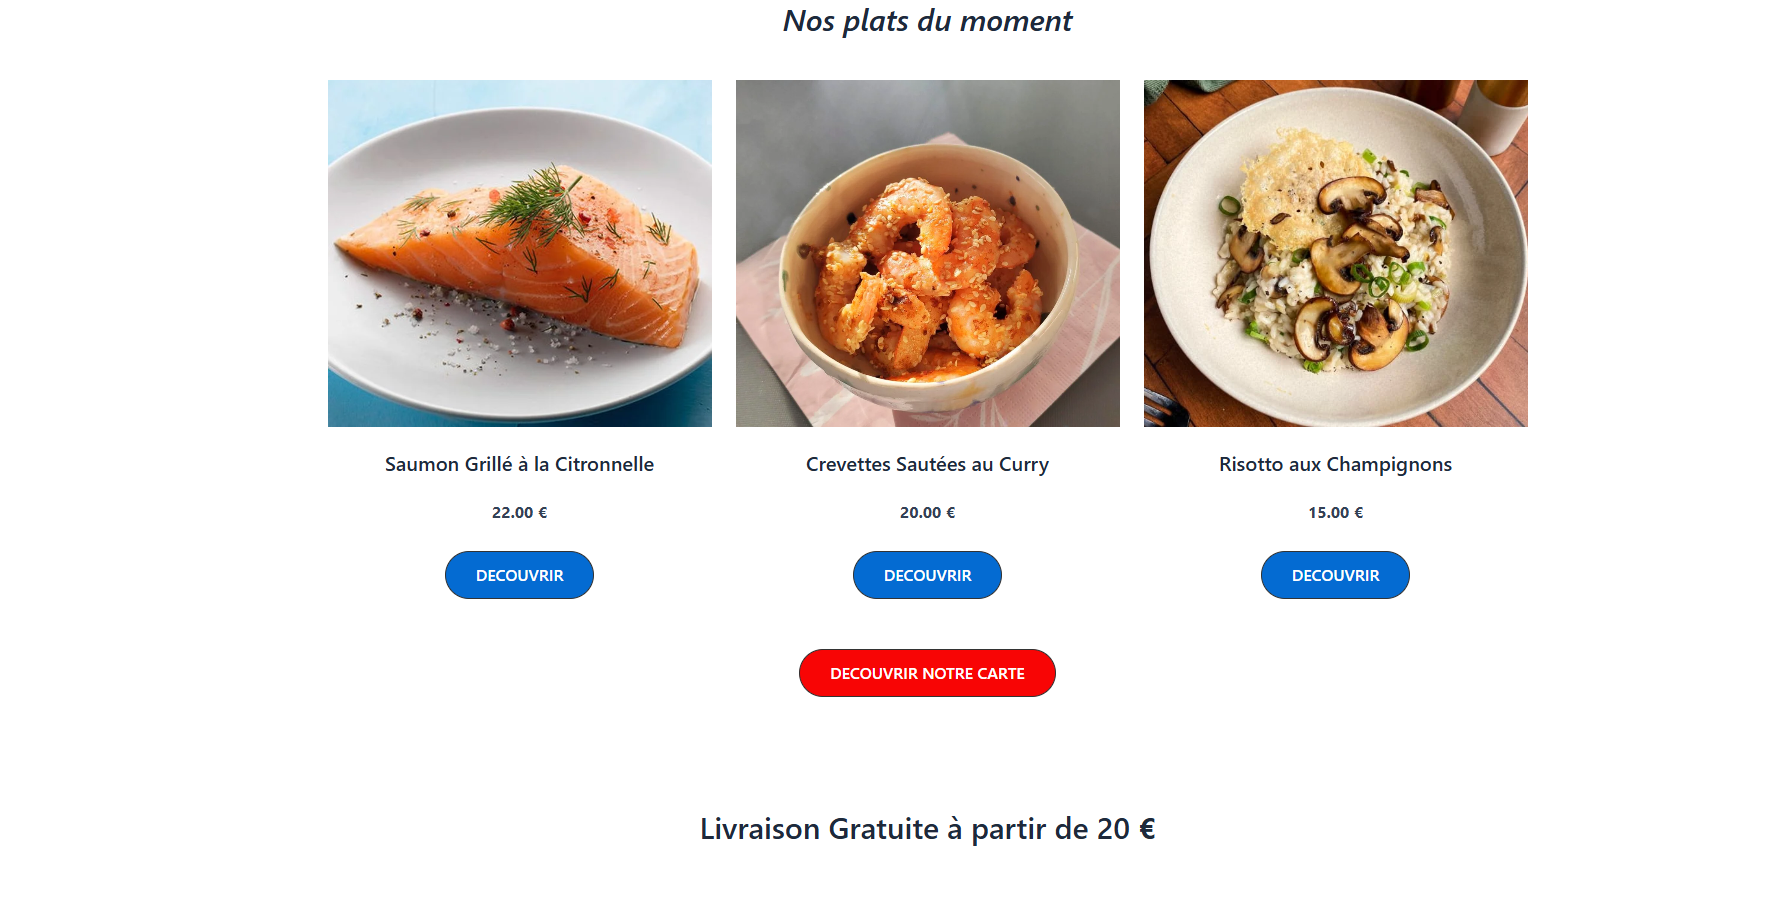 Nos plats du moment
Saumon Grillé à la Citronnelle
22.00 €
DECOUVRIR
Crevettes Sautées au Curry
20.00 €
DECOUVRIR
Risotto aux Champignons
15.00 €
DECOUVRIR
DECOUVRIR NOTRE CARTE
Livraison Gratuite à partir de 20 €